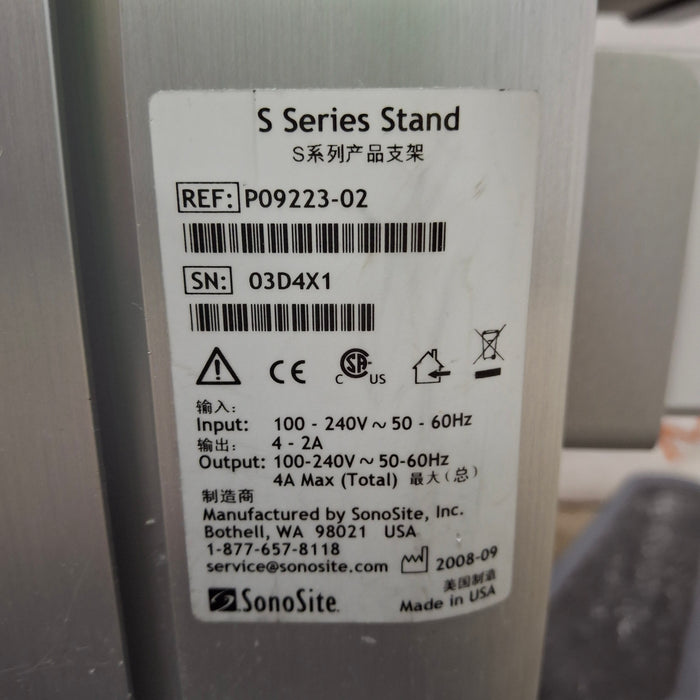 S Series Stand
S系列产品支架
REF: P09223-02
SN: 03D4X1
CE
C SA US
输入:
Input: 100 - 240V ~ 50 - 60Hz
输出: 4 - 2A
Output: 100-240V ~ 50-60Hz
4A Max (Total) 最大(总)
制造商
Manufactured by SonoSite, Inc.
Bothell, WA 98021 USA
1-877-657-8118
service@sonosite.com 2008-09
美国制造
SonoSite. Made in USA